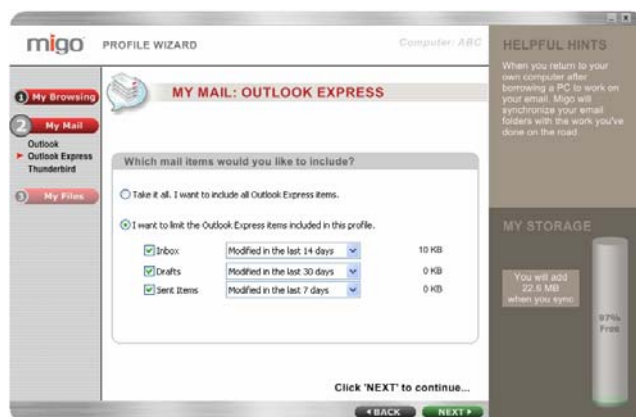 migo PROFILE WIZARD Computer: ABC
1 My Browsing
2 My Mail
Outlook
Outlook Express
Thunderbird
3 My Files
MY MAIL: OUTLOOK EXPRESS
Which mail items would you like to include?
Take it all. I want to include all Outlook Express items.
I want to limit the Outlook Express items included in this profile.
Inbox Modified in the last 14 days 10 KB
Drafts Modified in the last 30 days 0 KB
Sent Items Modified in the last 7 days 0 KB
Click 'NEXT' to continue...
BACK NEXT
HELPFUL HINTS
When you return to your
own computer after
borrowing a PC to work on
your email, Migo will
synchronize your email
folders with the work you've
done on the road
MY STORAGE
You will add
22.6 MB
when you sync
97%
Free